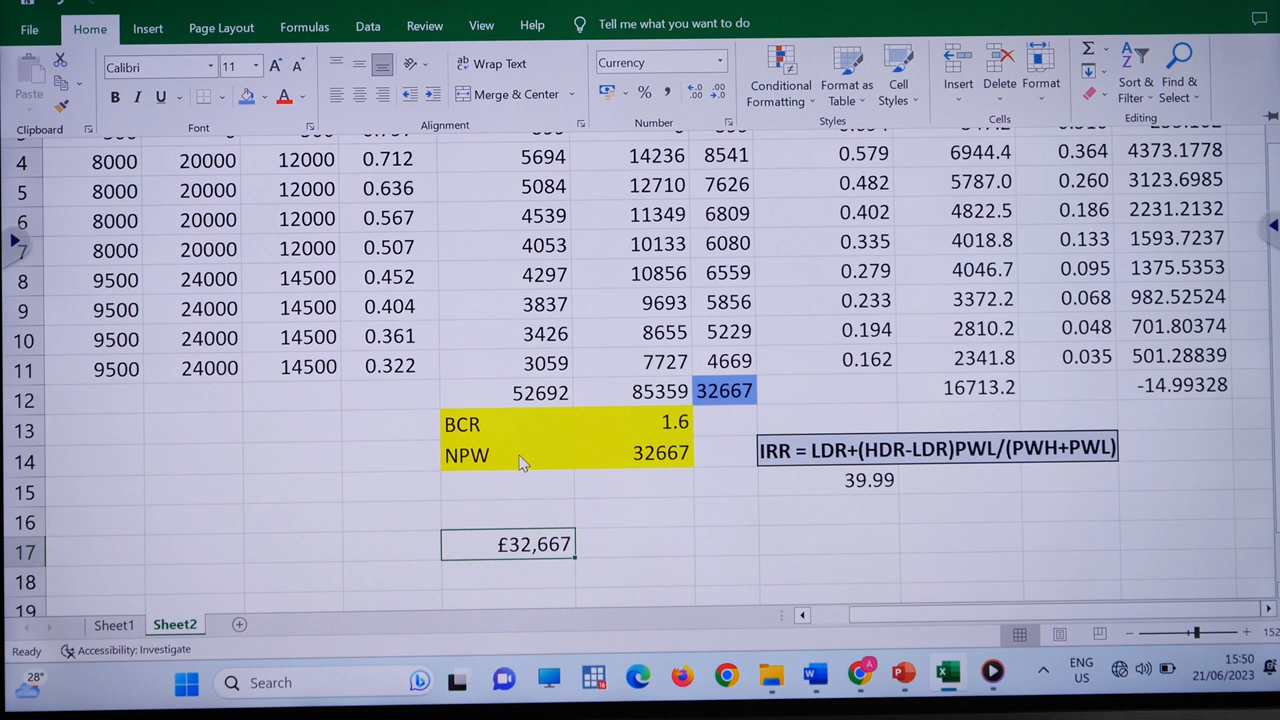 File Home Insert Page Layout Formulas Data Review View Help Tell me what you want to do
Calibri 11 A A ab Wrap Text Currency Σ A Z
Paste B I U A Merge & Center % , Conditional Formatting Format as Table Cell Styles Insert Delete Format Sort & Filter Find & Select
Clipboard Font Alignment Number Styles Cells Editing
4 8000 20000 12000 0.712 5694 14236 8541 0.579 6944.4 0.364 4373.1778
5 8000 20000 12000 0.636 5084 12710 7626 0.482 5787.0 0.260 3123.6985
6 8000 20000 12000 0.567 4539 11349 6809 0.402 4822.5 0.186 2231.2132
7 8000 20000 12000 0.507 4053 10133 6080 0.335 4018.8 0.133 1593.7237
8 9500 24000 14500 0.452 4297 10856 6559 0.279 4046.7 0.095 1375.5353
9 9500 24000 14500 0.404 3837 9693 5856 0.233 3372.2 0.068 982.52524
10 9500 24000 14500 0.361 3426 8655 5229 0.194 2810.2 0.048 701.80374
11 9500 24000 14500 0.322 3059 7727 4669 0.162 2341.8 0.035 501.28839
12 52692 85359 32667 16713.2 -14.99328
13 BCR 1.6
14 NPW 32667 IRR = LDR+(HDR-LDR)PWL/(PWH+PWL)
15 39.99
16
17 £32,667
18
19
Sheet1 Sheet2
Ready Accessibility: Investigate 152
28° Search 16 ENG 15:50
US 21/06/2023